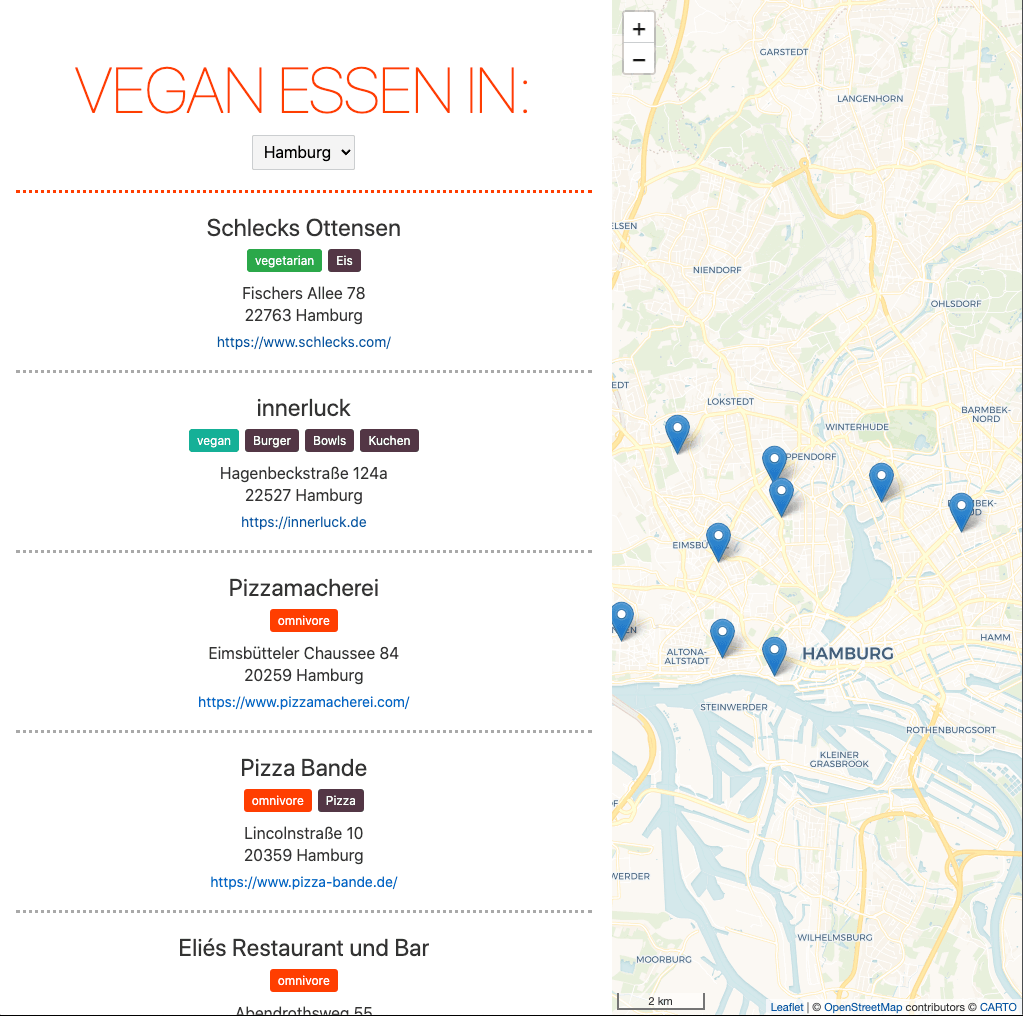 VEGAN ESSEN IN:
Hamburg
Schlecks Ottensen
vegetarian Eis
Fischers Allee 78
22763 Hamburg
https://www.schlecks.com/
innerluck
vegan Burger Bowls Kuchen
Hagenbeckstraße 124a
22527 Hamburg
https://innerluck.de
Pizzamacherei
omnivore
Eimsbütteler Chaussee 84
20259 Hamburg
https://www.pizzamacherei.com/
Pizza Bande
omnivore Pizza
Lincolnstraße 10
20359 Hamburg
https://www.pizza-bande.de/
Eliés Restaurant und Bar
omnivore
Abendrothsweg 55
+
−
GARSTEDT
LANGENHORN
ELSEN
NIENDORF
OHLSDORF
EDT
LOKSTEDT
BARMBEK-
NORD
WINTERHUDE
PPENDORF
BEK-
EIMSBÜ
HAMM
ALTONA-
ALTSTADT
HAMBURG
STEINWERDER
ROTHENBURGSORT
KLEINER
GRASBROOK
WERDER
WILHELMSBURG
MOORBURG
2 km
Leaflet | © OpenStreetMap contributors © CARTO